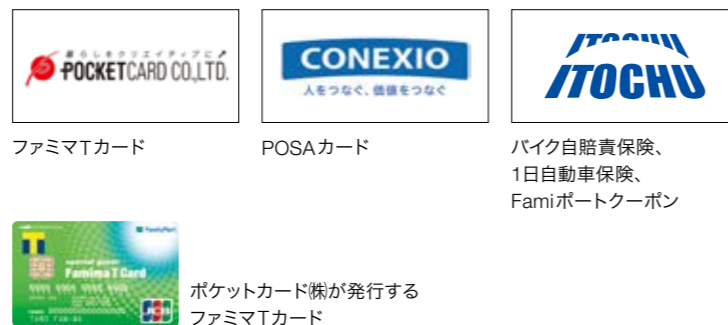 暮らしをクリエイティブに
POCKETCARD CO.,LTD.
CONEXIO
人をつなぐ、価値をつなぐ
ITOCHU
ITOCHU
ファミマTカード
POSAカード
バイク自賠責保険、
1日自動車保険、
Famiポートクーポン
T
FamilyMart
Famima T Card
JCB
ポケットカード㈱が発行する
ファミマTカード